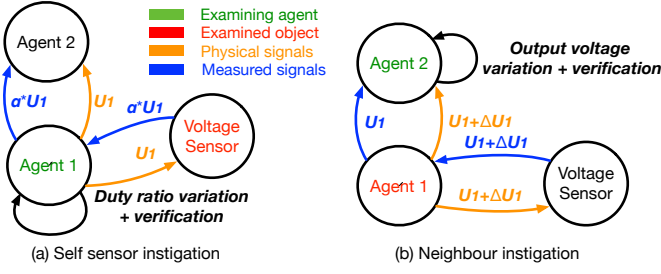 Agent 2
Examining agent
Examined object
Physical signals
Measured signals
α*U1
U1
α*U1
Voltage
Sensor
U1
Agent 1
Duty ratio variation
+ verification
(a) Self sensor instigation
Agent 2
Output voltage
variation + verification
U1
U1+ΔU1
U1+ΔU1
Agent 1
Voltage
Sensor
U1+ΔU1
(b) Neighbour instigation